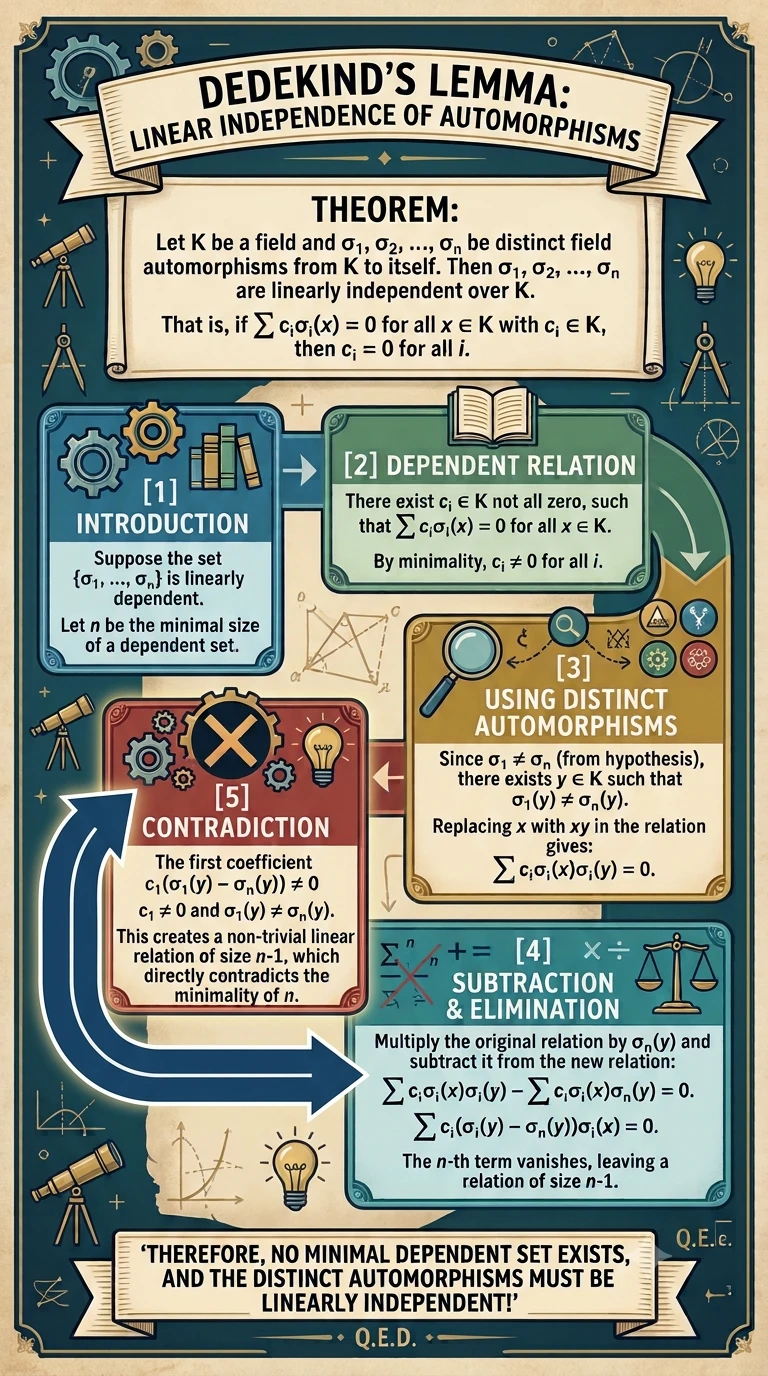 DEDEKIND'S LEMMA:
LINEAR INDEPENDENCE OF AUTOMORPHISMS
THEOREM:
Let K be a field and σ₁, σ₂, ..., σₙ be distinct field
automorphisms from K to itself. Then σ₁, σ₂, ..., σₙ
are linearly independent over K.
That is, if ∑ cᵢσᵢ(x) = 0 for all x ∈ K with cᵢ ∈ K,
then cᵢ = 0 for all i.
[1]
INTRODUCTION
Suppose the set
{σ₁, ..., σₙ} is linearly
dependent.
Let n be the minimal size
of a dependent set.
[2] DEPENDENT RELATION
There exist cᵢ ∈ K not all zero, such
that ∑ cᵢσᵢ(x) = 0 for all x ∈ K.
By minimality, cᵢ ≠ 0 for all i.
[3]
USING DISTINCT
AUTOMORPHISMS
Since σ₁ ≠ σₙ (from hypothesis),
there exists y ∈ K such that
σ₁(y) ≠ σₙ(y).
Replacing x with xy in the relation
gives:
∑ cᵢσᵢ(x)σᵢ(y) = 0.
∑ n n + = [4] × ÷
SUBTRACTION
& ELIMINATION
Multiply the original relation by σₙ(y) and
subtract it from the new relation:
∑ cᵢσᵢ(x)σᵢ(y) − ∑ cᵢσᵢ(x)σₙ(y) = 0.
∑ cᵢ(σᵢ(y) − σₙ(y))σᵢ(x) = 0.
The n-th term vanishes, leaving a
relation of size n-1.
[5]
CONTRADICTION
The first coefficient
c₁(σ₁(y) − σₙ(y)) ≠ 0
c₁ ≠ 0 and σ₁(y) ≠ σₙ(y).
This creates a non-trivial linear
relation of size n-1, which
directly contradicts the
minimality of n.
Q.E.
'THEREFORE, NO MINIMAL DEPENDENT SET EXISTS,
AND THE DISTINCT AUTOMORPHISMS MUST BE
LINEARLY INDEPENDENT!'
Q.E.D.